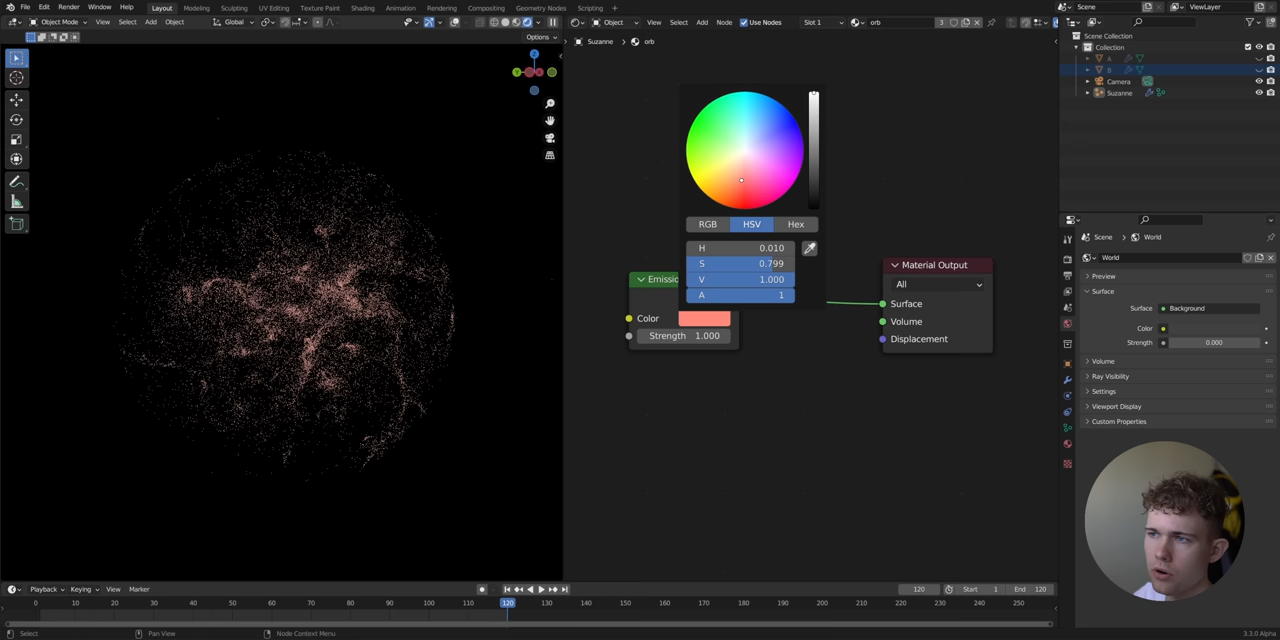 File Edit Render Window Help Layout Modeling Sculpting UV Editing Texture Paint Shading Animation Rendering Compositing Geometry Nodes Scripting Scene ViewLayer
Object Mode View Select Add Object Global Object View Select Add Node Use Nodes Slot 1 orb 3
Options
Suzanne > orb
Scene Collection
Collection
A
B
Camera
Suzanne
Z
Y
RGB HSV Hex
H 0.010
S 0.799
V 1.000
A 1
Emissio
Color
Strength 1.000
Material Output
All
Surface
Volume
Displacement
Scene > World
World
Preview
Surface
Surface Background
Color
Strength 0.000
Volume
Ray Visibility
Settings
Viewport Display
Custom Properties
Playback Keying View Marker 120 Start 1 End 120
0 10 20 30 40 50 60 70 80 90 100 110 120 130 140 150 160 170 180 190 200 210 220 230 240 250
Select Pan View Node Context Menu 3.3.0 Alpha